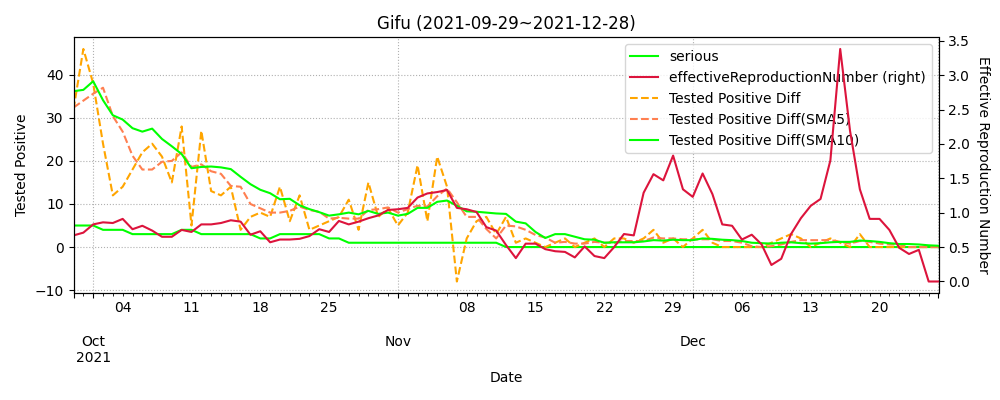 Gifu (2021-09-29~2021-12-28)
serious
effectiveReproductionNumber (right)
Tested Positive Diff
Tested Positive Diff(SMA5)
Tested Positive Diff(SMA10)
Tested Positive
40
30
20
10
0
−10
3.5
3.0
2.5
2.0
1.5
1.0
0.5
0.0
Effective Reproduction Number
04 11 18 25 08 15 22 29 06 13 20
Oct Nov Dec
2021
Date